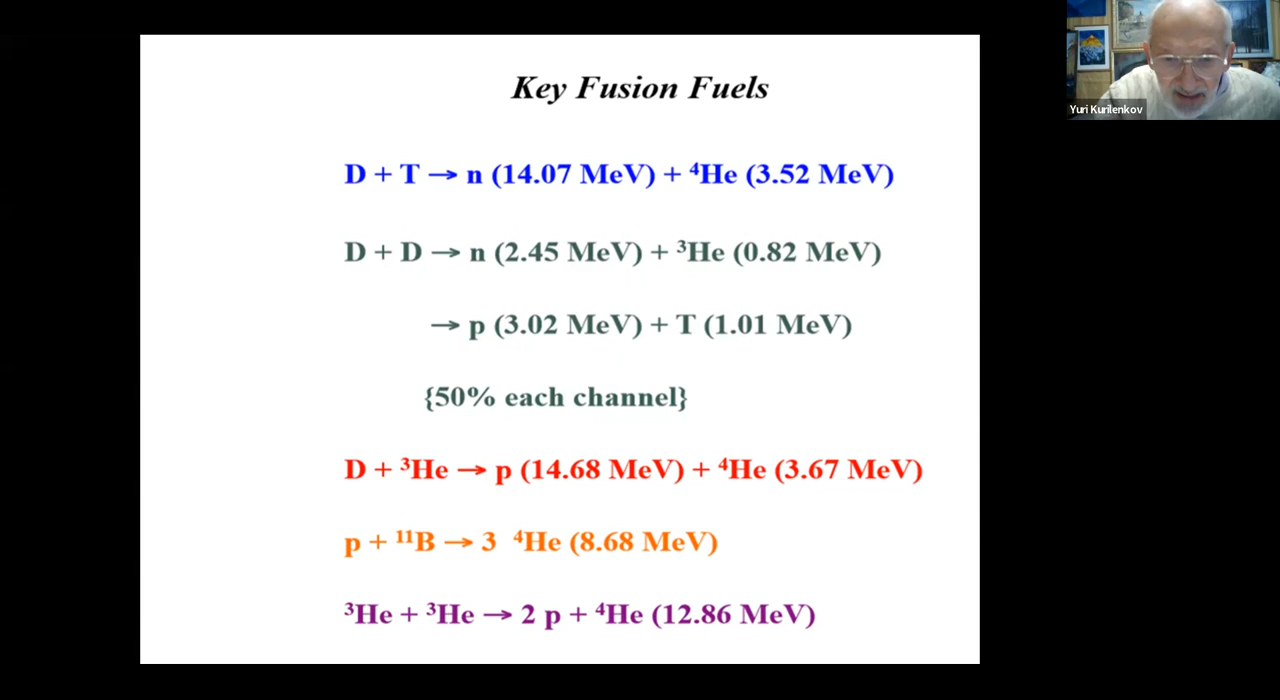 Key Fusion Fuels
D + T → n (14.07 MeV) + ⁴He (3.52 MeV)
D + D → n (2.45 MeV) + ³He (0.82 MeV)
→ p (3.02 MeV) + T (1.01 MeV)
{50% each channel}
D + ³He → p (14.68 MeV) + ⁴He (3.67 MeV)
p + ¹¹B → 3 ⁴He (8.68 MeV)
³He + ³He → 2 p + ⁴He (12.86 MeV)
Yuri Kurilenkov